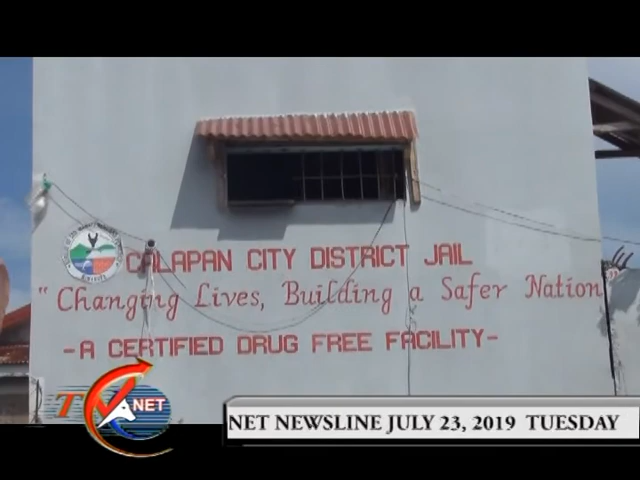 CALAPAN CITY DISTRICT JAIL
"Changing Lives, Building a Safer Nation"
-A CERTIFIED DRUG FREE FACILITY-
TV NET
NET NEWSLINE JULY 23, 2019 TUESDAY